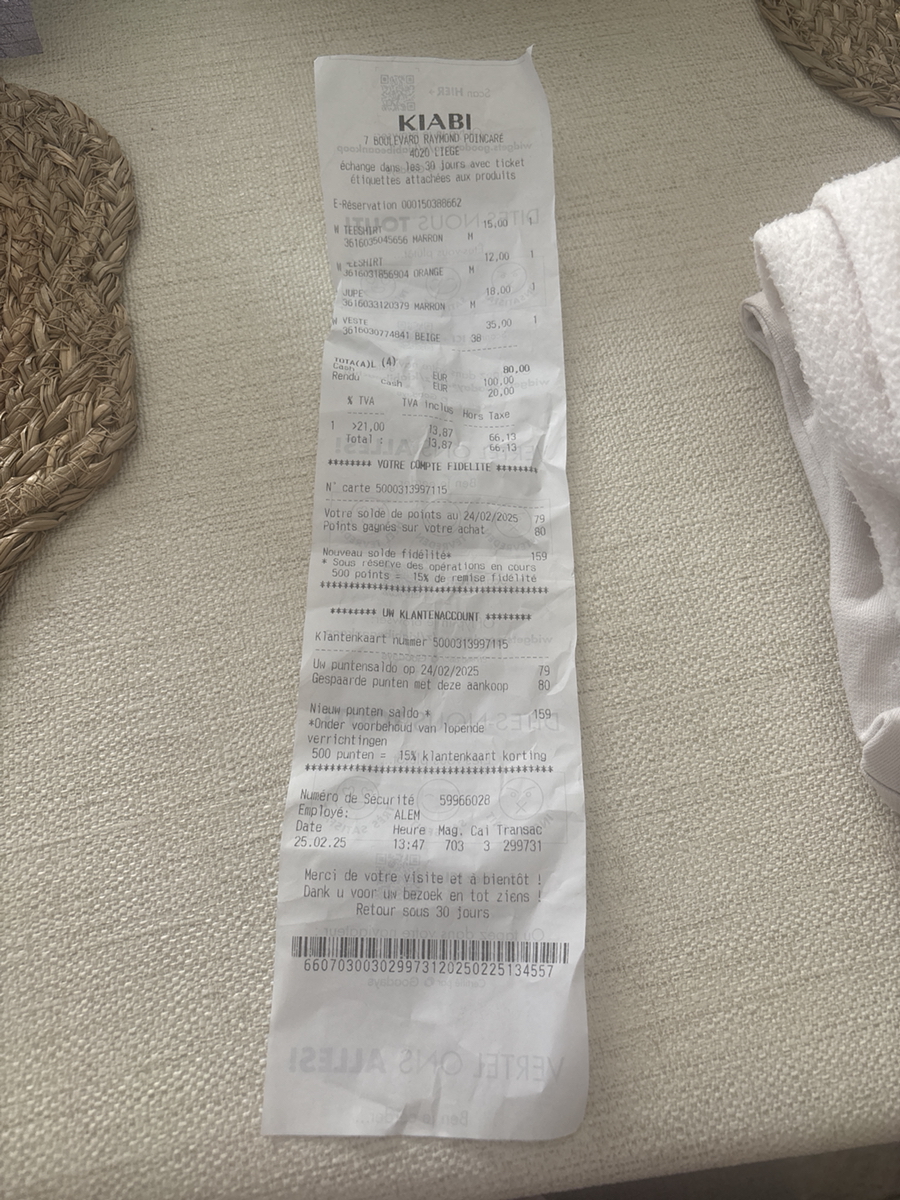 KIABI
7 BOULEVARD RAYMOND POINCARE
4020 LIEGE
échange dans les 30 jours avec ticket
étiquettes attachées aux produits
E-Réservation 000150388662
W TEESHIRT 15,00 1
3616035045656 MARRON M
W TEESHIRT 12,00 1
3616031856904 ORANGE M
JUPE 18,00 1
3616033120379 MARRON M
W VESTE 35,00 1
3616030774841 BEIGE 38
TOTA(A)L (4) 80,00
Cash EUR 100,00
Rendu Cash EUR 20,00
% TVA TVA inclus Hors Taxe
1 >21,00 13,87 66,13
Total : 13,87 66,13
******** VOTRE COMPTE FIDELITE ********
N° carte 5000313997115
Votre solde de points au 24/02/2025 79
Points gagnés sur votre achat 80
Nouveau solde fidélité* 159
* Sous réserve des opérations en cours
500 points = 15% de remise fidélité
******** UW KLANTENACCOUNT ********
Klantenkaart nummer 5000313997115
Uw puntensaldo op 24/02/2025 79
Gespaarde punten met deze aankoop 80
Nieuw punten saldo * 159
*Onder voorbehoud van lopende
verrichtingen
500 punten = 15% klantenkaart korting
Numéro de Sécurité 59966028
Employé: ALEM
Date Heure Mag. Cai Transac
25.02.25 13:47 703 3 299731
Merci de votre visite et à bientôt !
Dank u voor uw bezoek en tot ziens !
Retour sous 30 jours
660703003029973120250225134557